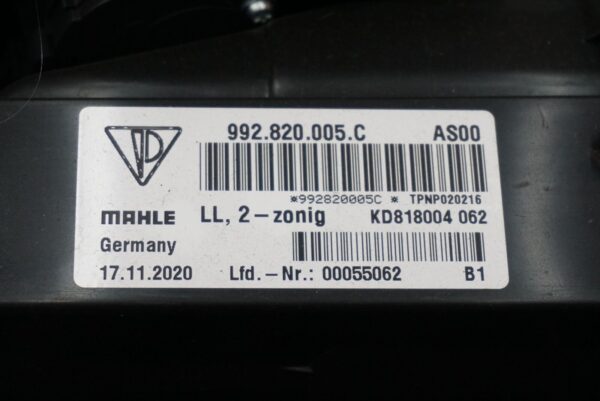 992.820.005.C AS00
*992820005C * TPNP020216
MAHLE LL, 2-zonig KD818004 062
Germany
17.11.2020 Lfd.-Nr.: 00055062 B1